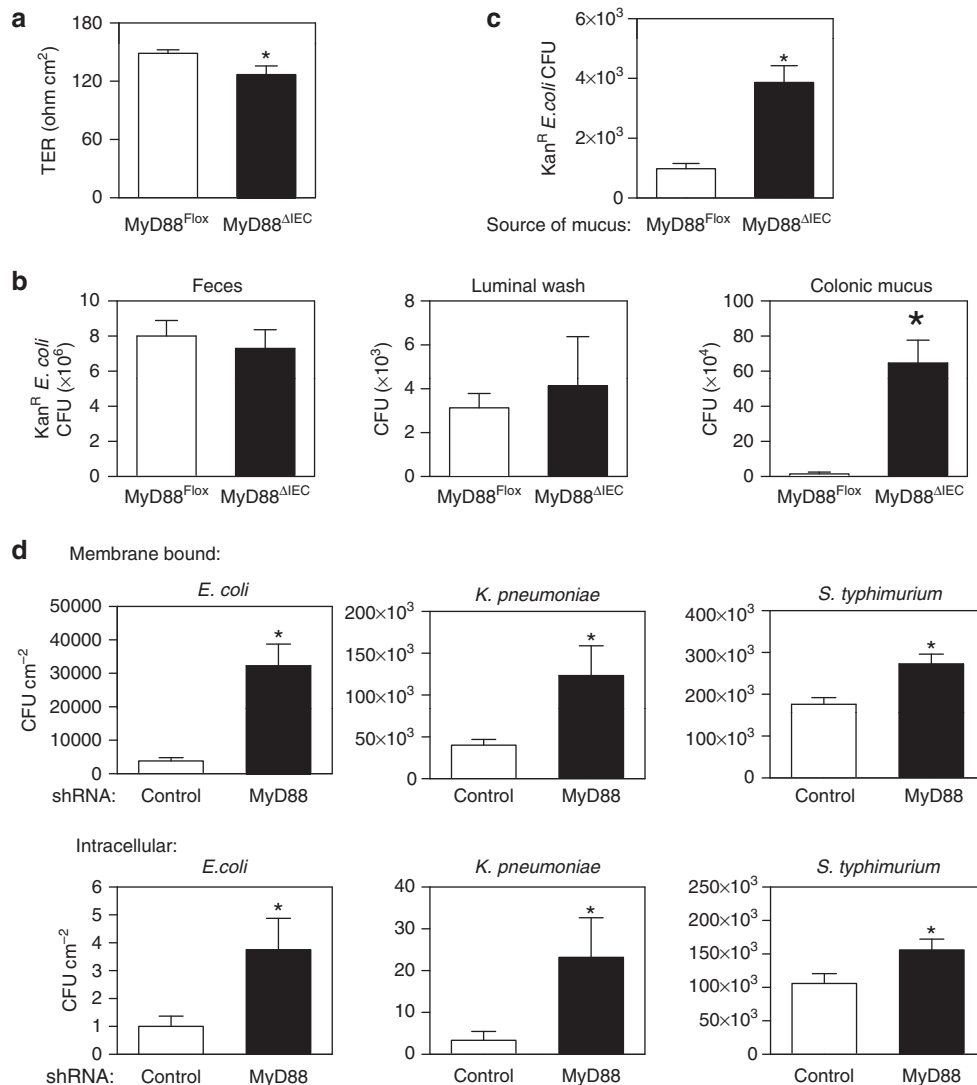 a
180
120
60
0
TER (ohm cm2)
*
MyD88Flox MyD88ΔIEC
c
6×10³
4×10³
2×10³
0
KanR E.coli CFU
*
Source of mucus: MyD88Flox MyD88ΔIEC
b
Feces
10
8
6
4
2
0
KanR E. coli
CFU (×10⁶)
MyD88Flox MyD88ΔIEC
Luminal wash
8
6
4
2
0
CFU (×10³)
MyD88Flox MyD88ΔIEC
Colonic mucus
100
80
60
40
20
0
CFU (×10⁴)
*
MyD88Flox MyD88ΔIEC
d
Membrane bound:
E. coli
50000
40000
30000
20000
10000
0
CFU cm⁻²
*
shRNA: Control MyD88
K. pneumoniae
200×10³
150×10³
100×10³
50×10³
0
*
Control MyD88
S. typhimurium
400×10³
300×10³
200×10³
100×10³
0
*
Control MyD88
Intracellular:
E.coli
6
5
4
3
2
1
0
CFU cm⁻²
*
shRNA: Control MyD88
K. pneumoniae
40
30
20
10
0
*
Control MyD88
S. typhimurium
250×10³
200×10³
150×10³
100×10³
50×10³
0
*
Control MyD88